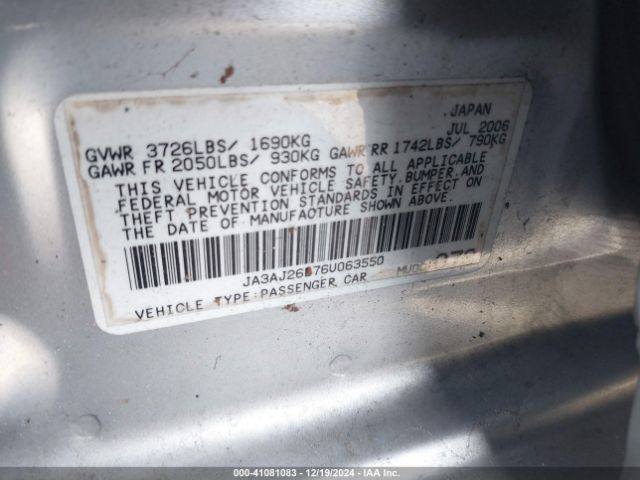 JAPAN
JUL 2006
GVWR 3726LBS/ 1690KG
GAWR FR 2050LBS/ 930KG GAWR RR 1742LBS/ 790KG
THIS VEHICLE CONFORMS TO ALL APPLICABLE
FEDERAL MOTOR VEHICLE SAFETY,BUMPER,AND
THEFT PREVENTION STANDARDS IN EFFECT ON
THE DATE OF MANUFACTURE SHOWN ABOVE.
VEHICLE TYPE:PASSENGER CAR
00-41081083 - 12/19/2024 - IAA Inc.